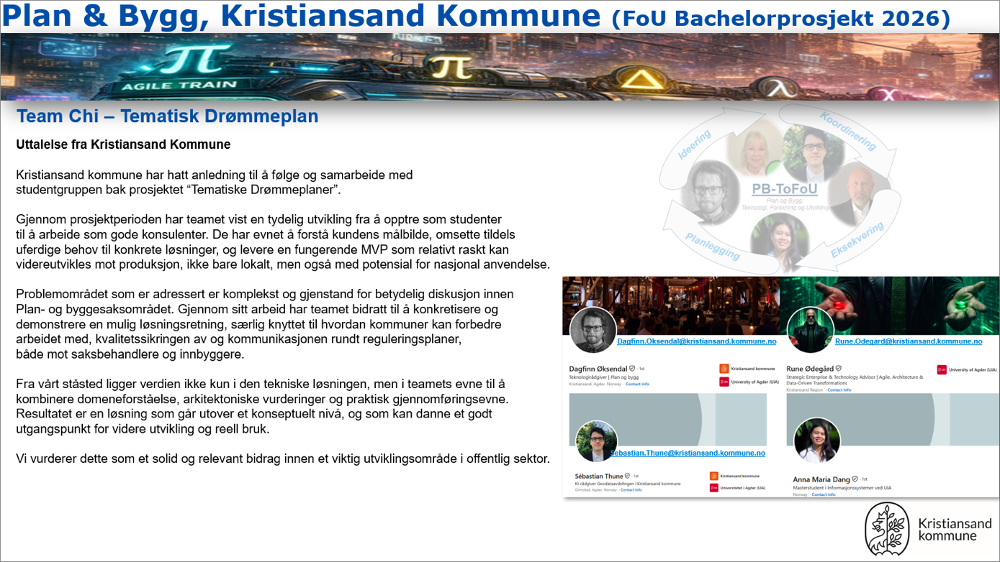 Plan & Bygg, Kristiansand Kommune (FoU Bachelorprosjekt 2026)
π
AGILE TRAIN
π
Δ
λ
χ
Team Chi – Tematisk Drømmeplan
Uttalelse fra Kristiansand Kommune
Kristiansand kommune har hatt anledning til å følge og samarbeide med
studentgruppen bak prosjektet “Tematiske Drømmeplaner”.
Gjennom prosjektperioden har teamet vist en tydelig utvikling fra å opptre som studenter
til å arbeide som gode konsulenter. De har evnet å forstå kundens målbilde, omsette tildels
uferdige behov til konkrete løsninger, og levere en fungerende MVP som relativt raskt kan
videreutvikles mot produksjon, ikke bare lokalt, men også med potensial for nasjonal anvendelse.
Problemområdet som er adressert er komplekst og gjenstand for betydelig diskusjon innen
Plan- og byggesaksområdet. Gjennom sitt arbeid har teamet bidratt til å konkretisere og
demonstrere en mulig løsningsretning, særlig knyttet til hvordan kommuner kan forbedre
arbeidet med, kvalitetssikringen av og kommunikasjonen rundt reguleringsplaner,
både mot saksbehandlere og innbyggere.
Fra vårt ståsted ligger verdien ikke kun i den tekniske løsningen, men i teamets evne til å
kombinere domeneforståelse, arkitektoniske vurderinger og praktisk gjennomføringsevne.
Resultatet er en løsning som går utover et konseptuelt nivå, og som kan danne et godt
utgangspunkt for videre utvikling og reell bruk.
Vi vurderer dette som et solid og relevant bidrag innen et viktig utviklingsområde i offentlig sektor.
Ideering
Koordinering
PB-ToFoU
Plan og Bygg,
Teknologi, Forskning og Utvikling
Planlegging
Eksekvering
Dagfinn.Oksendal@kristiansand.kommune.no
Dagfinn Øksendal · 1st
Teknologirådgiver | Plan og bygg
Kristiansand, Agder, Norway · Contact info
Kristiansand kommune
University of Agder (UiA)
Rune.Odegard@kristiansand.kommune.no
Rune Ødegård
Strategic Enterprise & Technology Advisor | Agile, Architecture &
Data-Driven Transformations
Kristiansand Region · Contact info
University of Agder (UiA)
Sebastian.Thune@kristiansand.kommune.no
Sébastian Thune · 1st
KI-rådgiver Geodataavdelingen i Kristiansand kommune
Grimstad, Agder, Norway · Contact info
Kristiansand kommune
Universitetet i Agder (UiA)
Anna Maria Dang · 1st
Masterstudent i Informasjonssystemer ved UiA
Norway · Contact info
Kristiansand
kommune